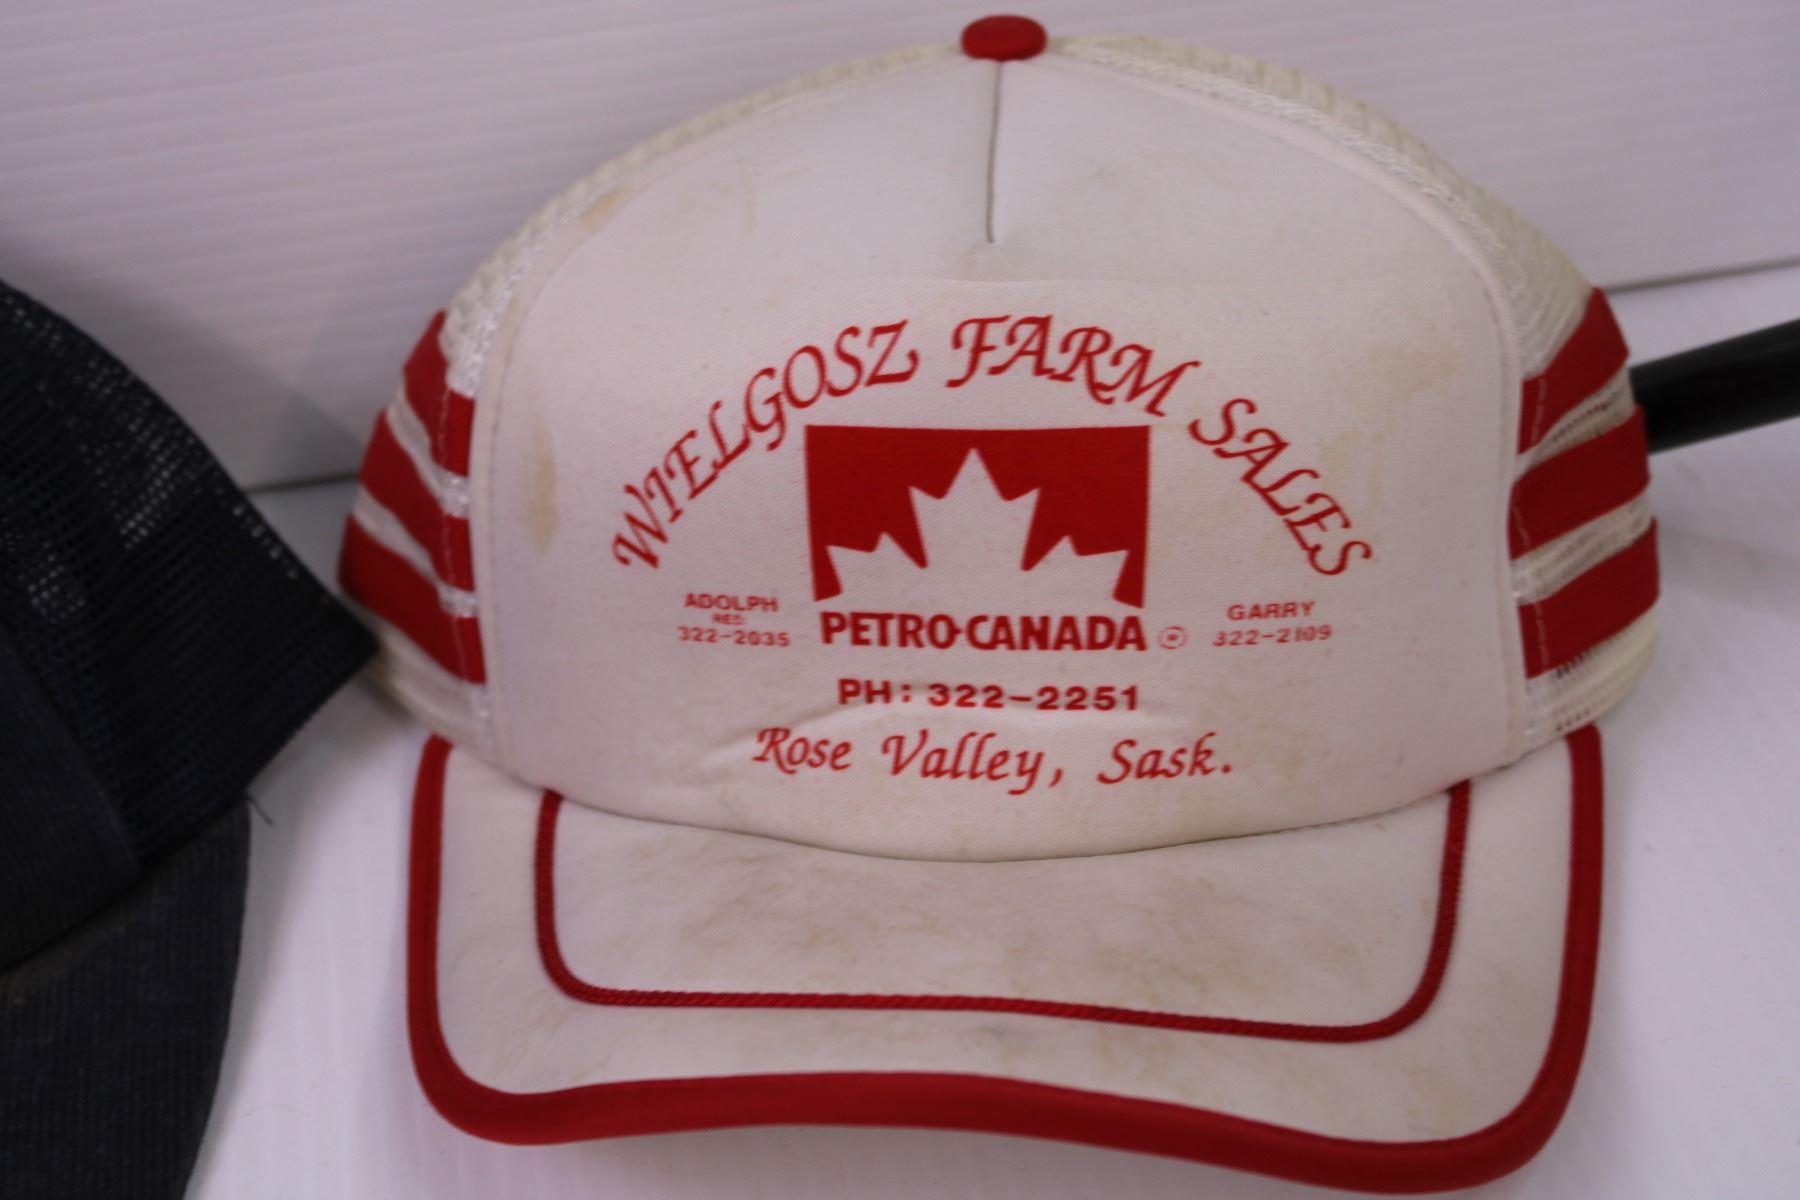 WIELGOSZ FARM SALES
ADOLPH
RES:
322-2035
PETRO-CANADA
GARRY
322-2109
PH: 322-2251
Rose Valley, Sask.